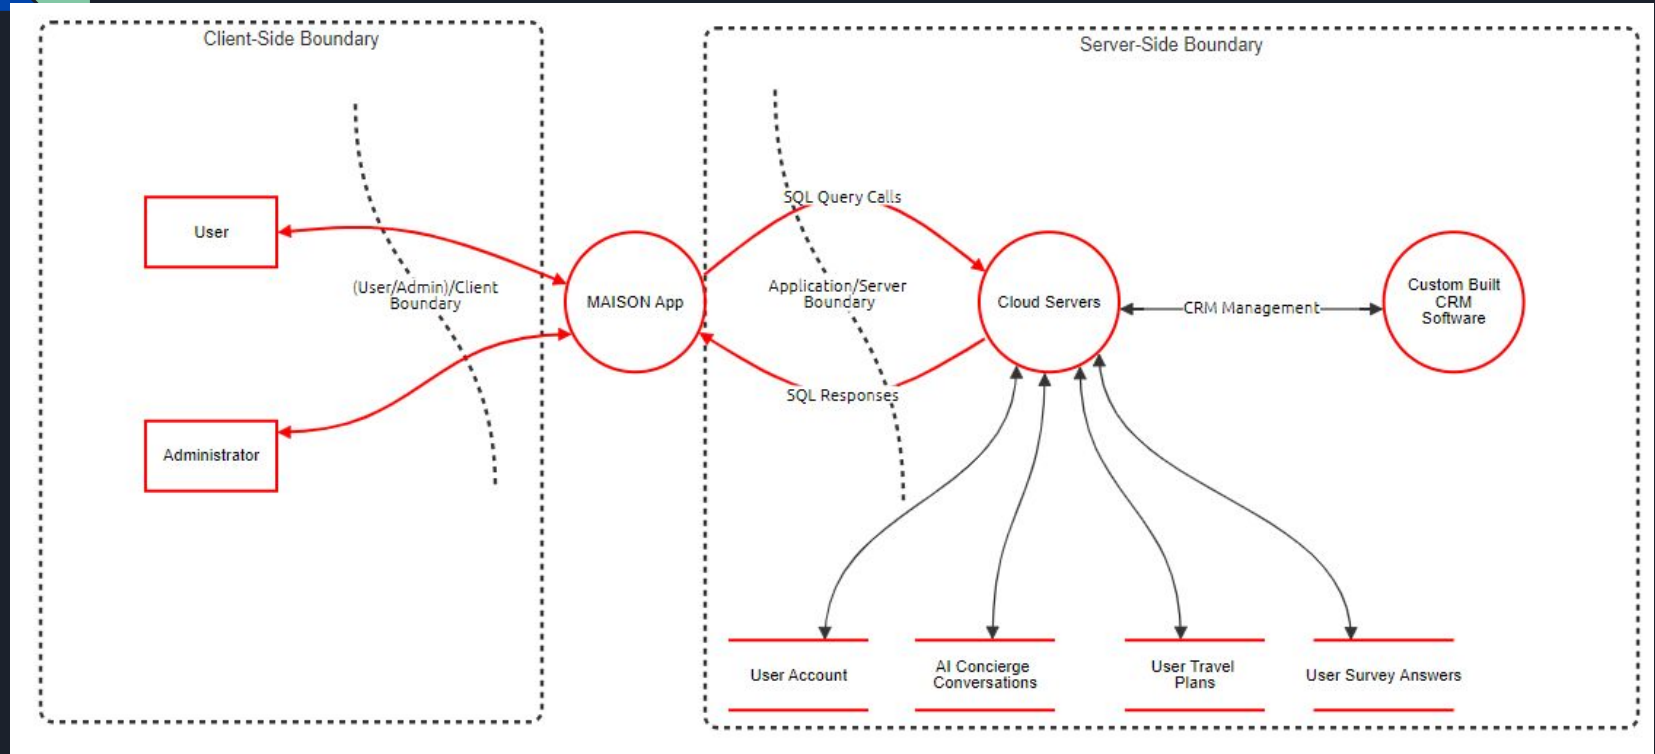 Client-Side Boundary
Server-Side Boundary
User
(User/Admin)/Client
Boundary
Administrator
MAISON App
SQL Query Calls
Application/Server
Boundary
SQL Responses
Cloud Servers
CRM Management
Custom Built
CRM
Software
User Account
AI Concierge
Conversations
User Travel
Plans
User Survey Answers